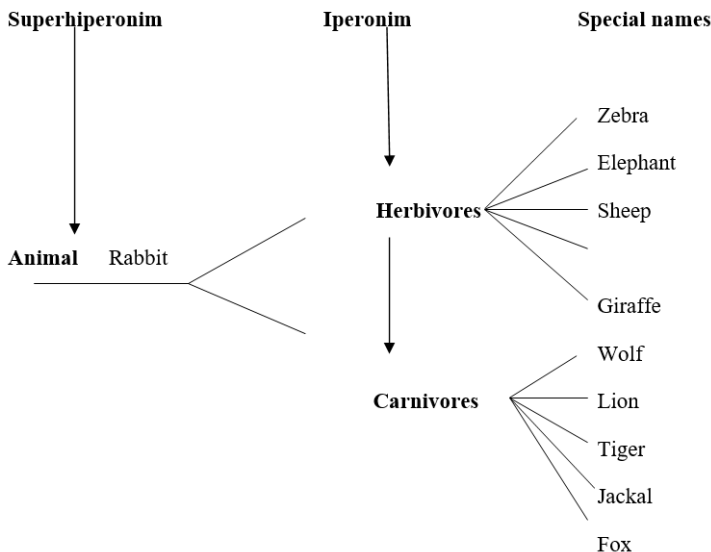 Superhiperonim Iperonim Special names
Zebra
Elephant
Herbivores Sheep
Animal Rabbit
Giraffe
Wolf
Carnivores Lion
Tiger
Jackal
Fox